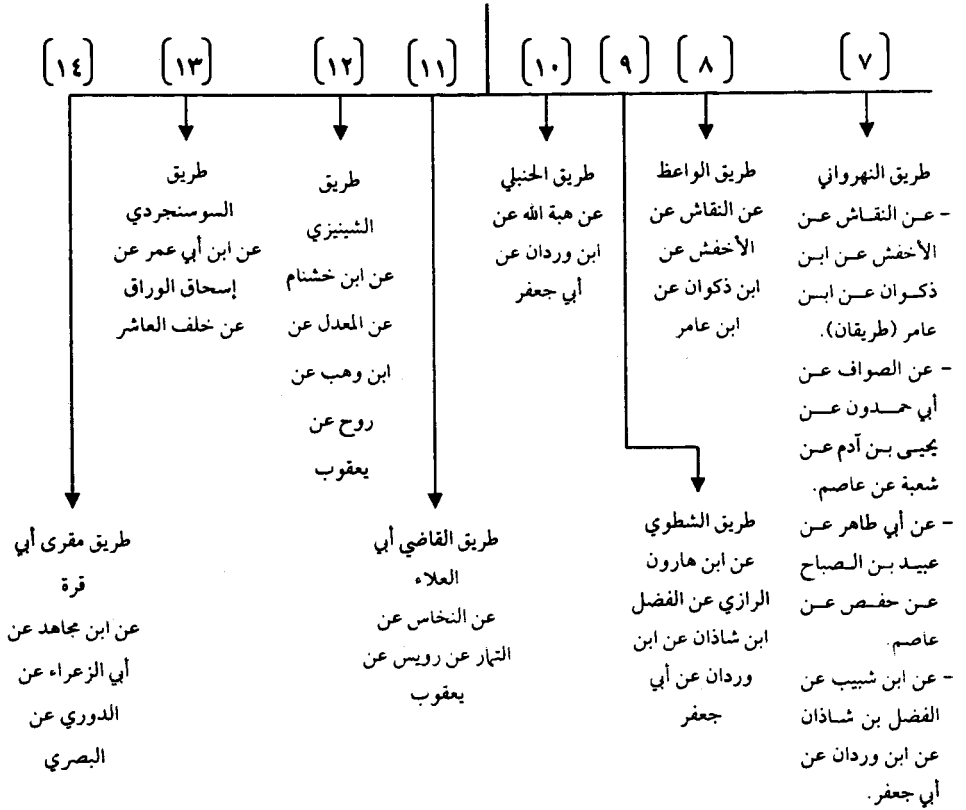 [٧]
[٨]
[٩]
[١٠]
[١١]
[١٢]
[١٣]
[١٤]
طريق النهرواني
- عن النقاش عن
الأخفش عن ابن
ذكوان عن ابن
عامر (طريقان).
- عن الصواف عن
أبي حمدون عن
يحيى بن آدم عن
شعبة عن عاصم.
- عن أبي طاهر عن
عبيد بن الصباح
عن حفص عن
عاصم.
- عن ابن شبيب عن
الفضل بن شاذان
عن ابن وردان عن
أبي جعفر.
طريق الواعظ
عن النقاش عن
الأخفش عن
ابن ذكوان عن
ابن عامر
طريق الشطوي
عن ابن هارون
الرازي عن الفضل
ابن شاذان عن ابن
وردان عن أبي
جعفر
طريق الحنبلي
عن هبة الله عن
ابن وردان عن
أبي جعفر
طريق القاضي أبي
العلاء
عن النخاس عن
التمار عن رويس عن
يعقوب
طريق
الشينيزي
عن ابن خشنام
عن المعدل عن
ابن وهب عن
روح عن
يعقوب
طريق
السوسنجردي
عن ابن أبي عمر عن
إسحاق الوراق
عن خلف العاشر
طريق مقرى أبي
قرة
عن ابن مجاهد عن
أبي الزعراء عن
الدوري عن
البصري